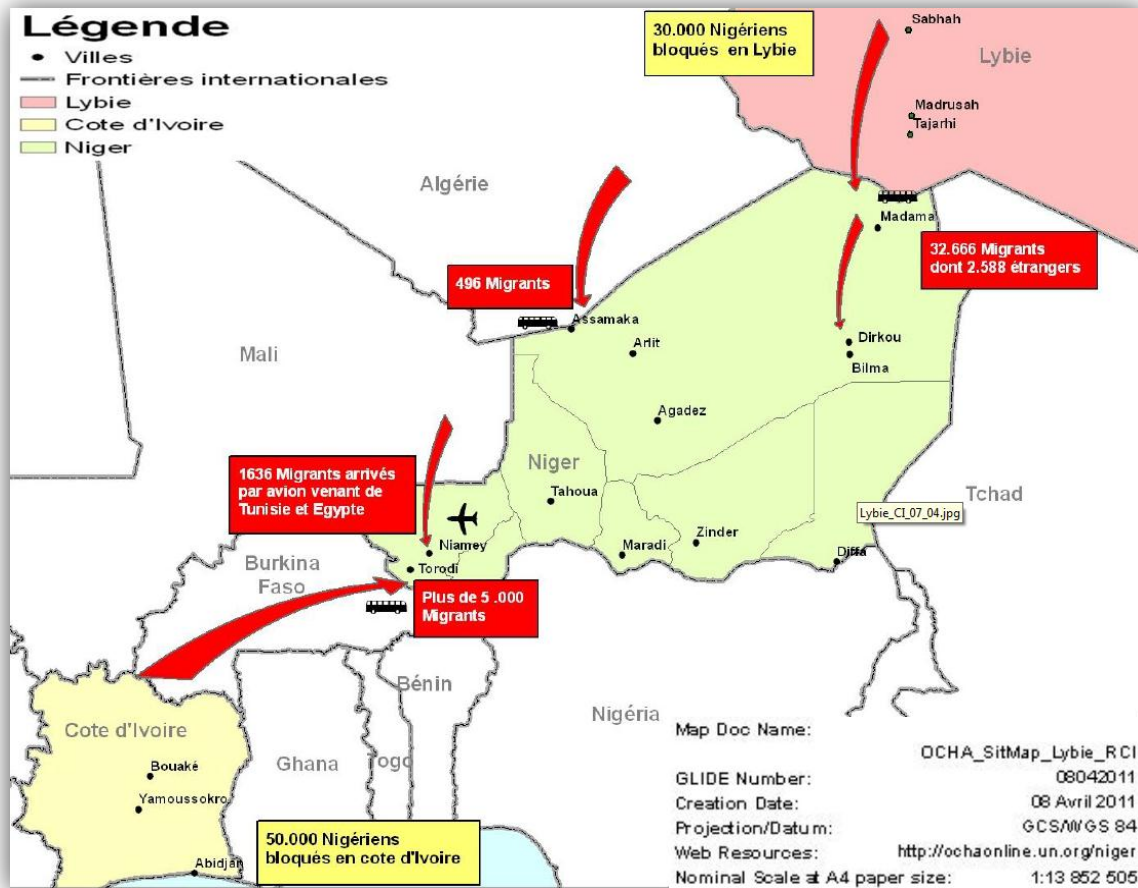 Légende
Villes
Frontières internationales
Lybie
Cote d'Ivoire
Niger
30.000 Nigériens
bloqués en Lybie
Sabhah
Lybie
Madrusah
Tajarhi
Algérie
Madama
32.666 Migrants
dont 2.588 étrangers
496 Migrants
Assamaka
Arlit
Dirkou
Bilma
Mali
Agadez
Niger
1636 Migrants arrivés
par avion venant de
Tunisie et Egypte
Tahoua
Tchad
Lybie_CI_07_04.jpg
Zinder
Maradi
Diffa
Niamey
Torodi
Burkina
Faso
Plus de 5 .000
Migrants
Bénin
Nigéria
Cote d'Ivoire
Ghana
Togo
Bouaké
Yamoussokro
Abidjan
50.000 Nigériens
bloqués en cote d'Ivoire
Map Doc Name:
OCHA_SitMap_Lybie_RCI
GLIDE Number: 08042011
Creation Date: 08 Avril 2011
Projection/Datum: GCS/WGS 84
Web Resources: http://ochaonline.un.org/niger
Nominal Scale at A4 paper size: 1:13 852 505